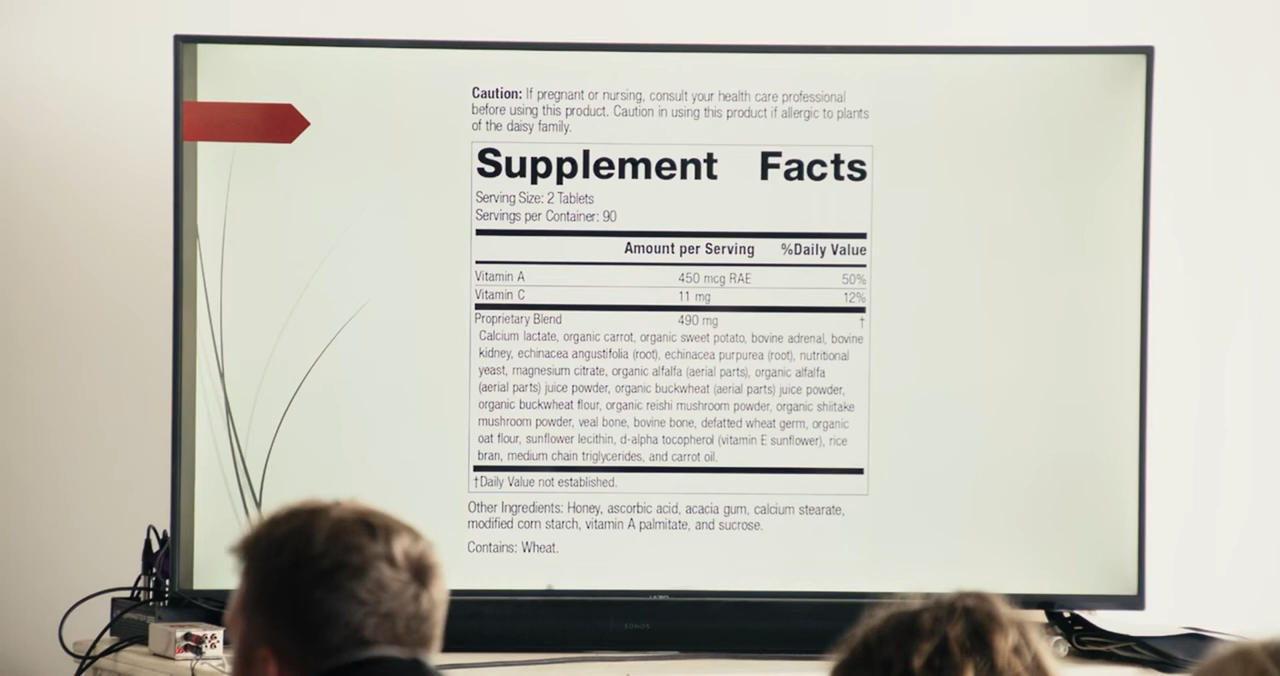 Caution: If pregnant or nursing, consult your health care professional
before using this product. Caution in using this product if allergic to plants
of the daisy family.
Supplement Facts
Serving Size: 2 Tablets
Servings per Container: 90
Amount per Serving %Daily Value
Vitamin A 450 mcg RAE 50%
Vitamin C 11 mg 12%
Proprietary Blend 490 mg †
Calcium lactate, organic carrot, organic sweet potato, bovine adrenal, bovine
kidney, echinacea angustifolia (root), echinacea purpurea (root), nutritional
yeast, magnesium citrate, organic alfalfa (aerial parts), organic alfalfa
(aerial parts) juice powder, organic buckwheat (aerial parts) juice powder,
organic buckwheat flour, organic reishi mushroom powder, organic shiitake
mushroom powder, veal bone, bovine bone, defatted wheat germ, organic
oat flour, sunflower lecithin, d-alpha tocopherol (vitamin E sunflower), rice
bran, medium chain triglycerides, and carrot oil.
†Daily Value not established.
Other Ingredients: Honey, ascorbic acid, acacia gum, calcium stearate,
modified corn starch, vitamin A palmitate, and sucrose.
Contains: Wheat.
SONOS